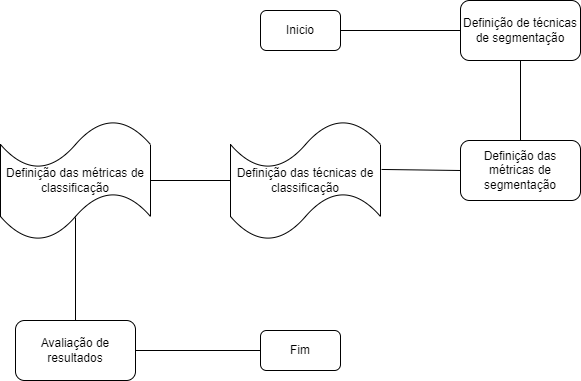 Inicio
Definição de técnicas
de segmentação
Definição das
métricas de
segmentação
Definição das técnicas de
classificação
Definição das métricas de
classificação
Avaliação de
resultados
Fim